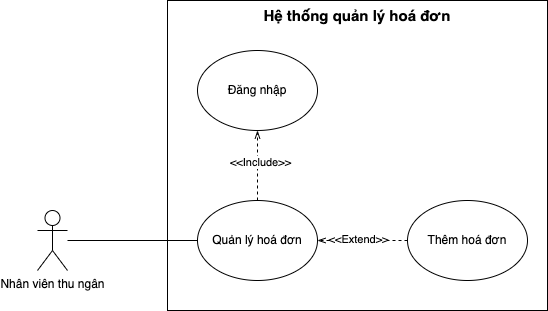 Hệ thống quản lý hoá đơn
Đăng nhập
<<Include>>
Quản lý hoá đơn
<<Extend>>
Thêm hoá đơn
Nhân viên thu ngân